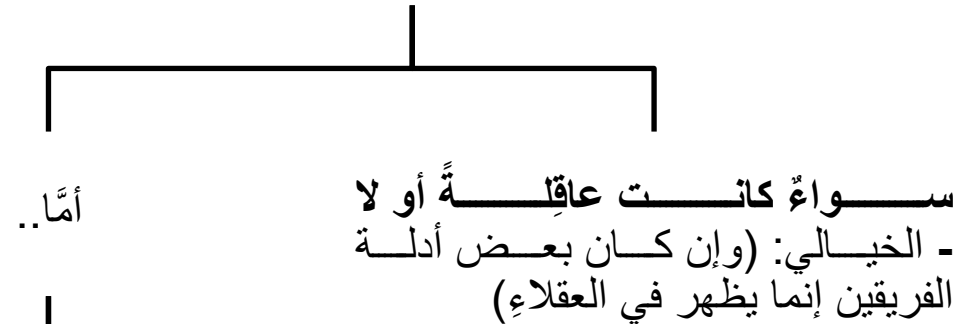 سواءٌ كانت عاقِلةً أو لا
- الخيالي: (وإن كان بعض أدلة
الفريقين إنما يظهر في العقلاءِ)
أمَّا..